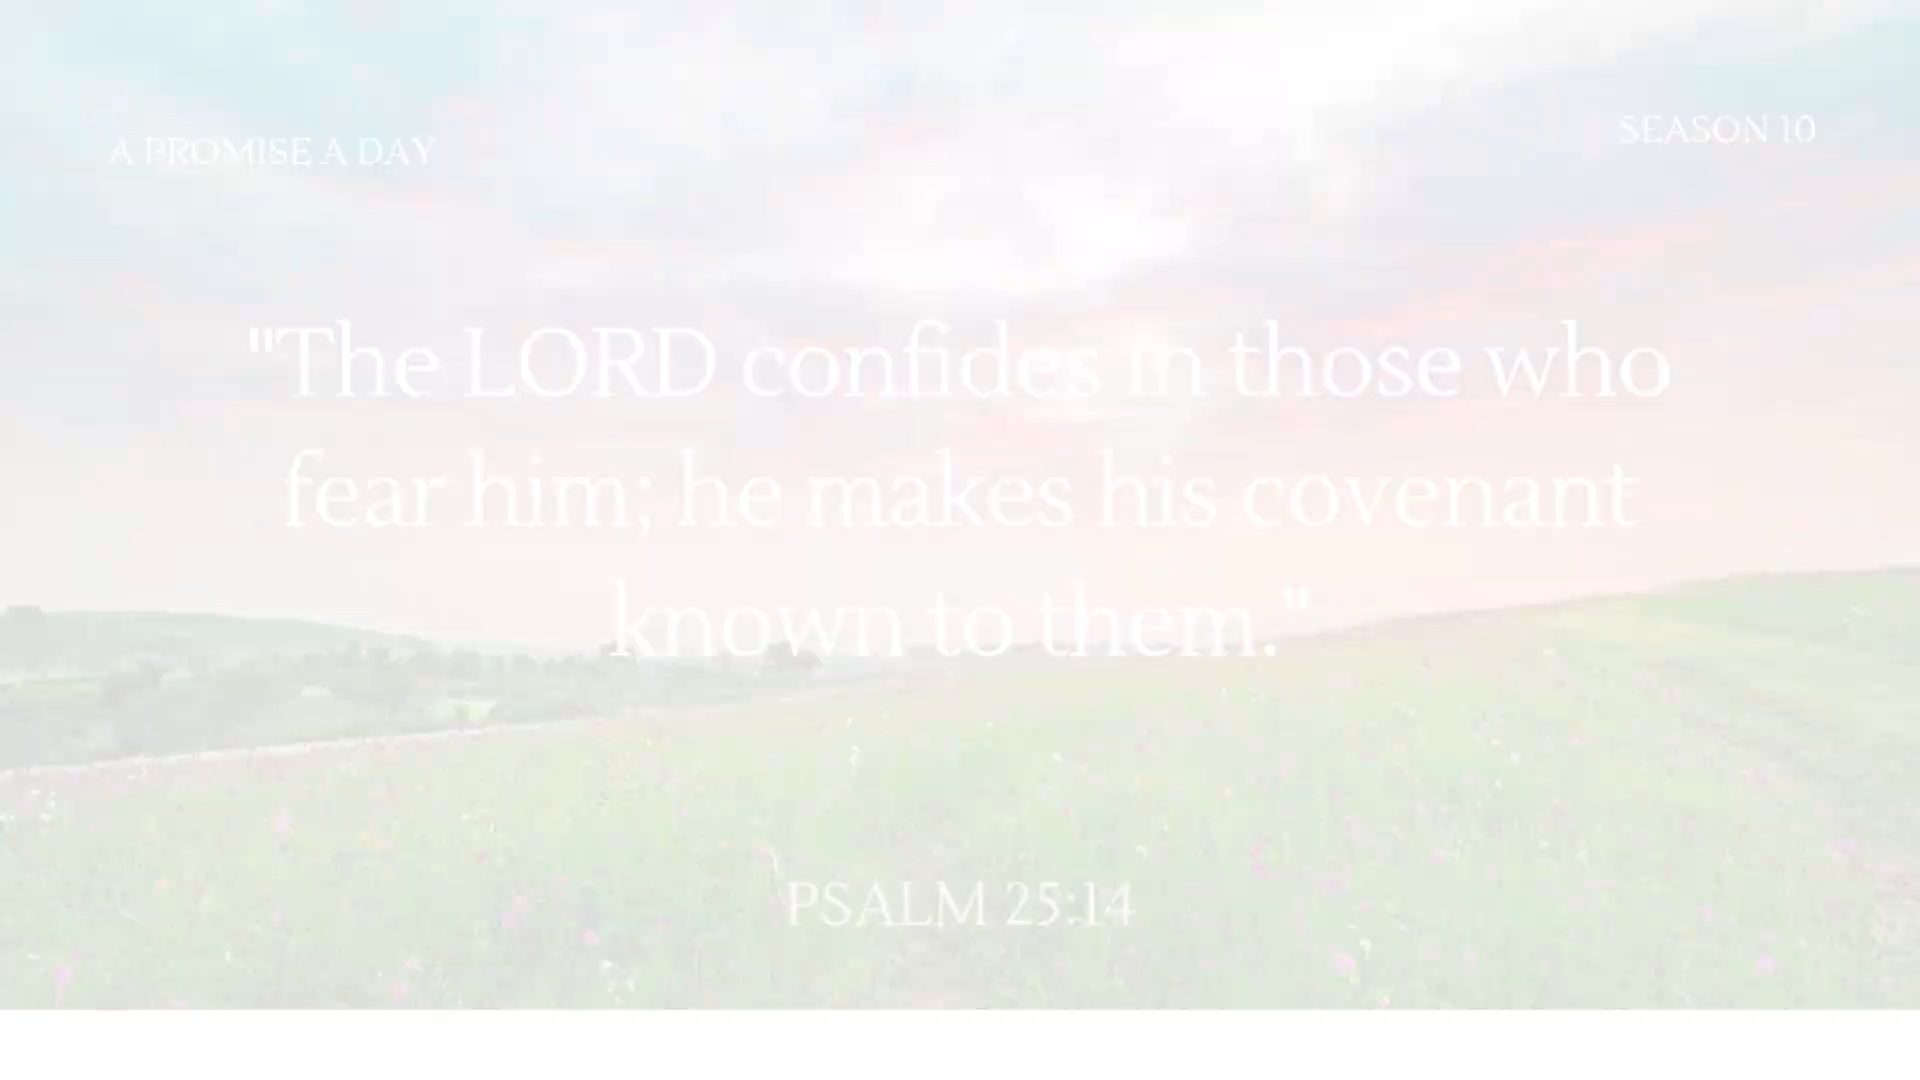 A PROMISE A DAY
SEASON 10
"The LORD confides in those who
fear him; he makes his covenant
known to them."
PSALM 25:14